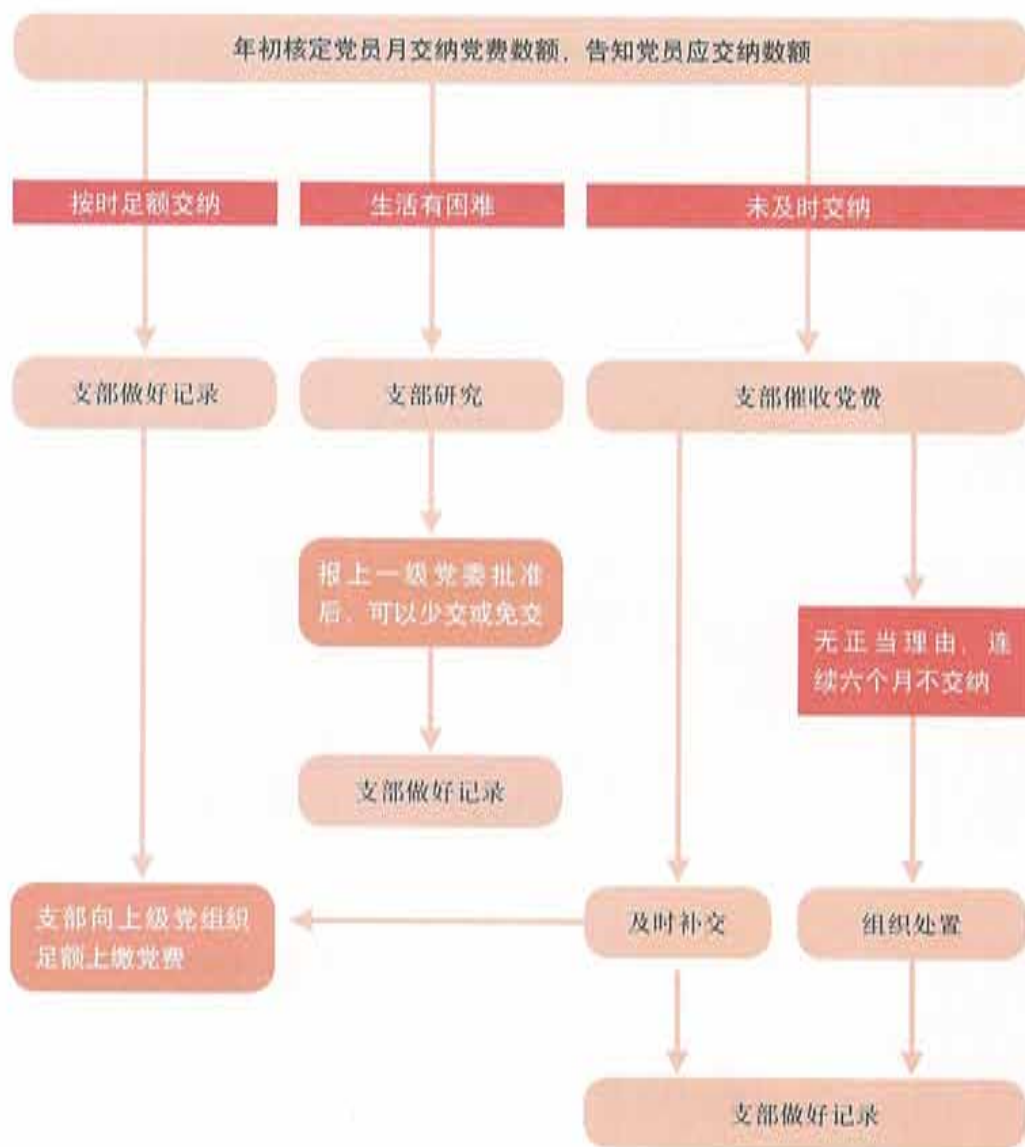 年初核定党员月交纳党费数额，告知党员应交纳数额
按时足额交纳
生活有困难
未及时交纳
支部做好记录
支部研究
支部催收党费
报上一级党委批准
后，可以少交或免交
无正当理由，连
续六个月不交纳
支部做好记录
支部向上级党组织
足额上缴党费
及时补交
组织处置
支部做好记录